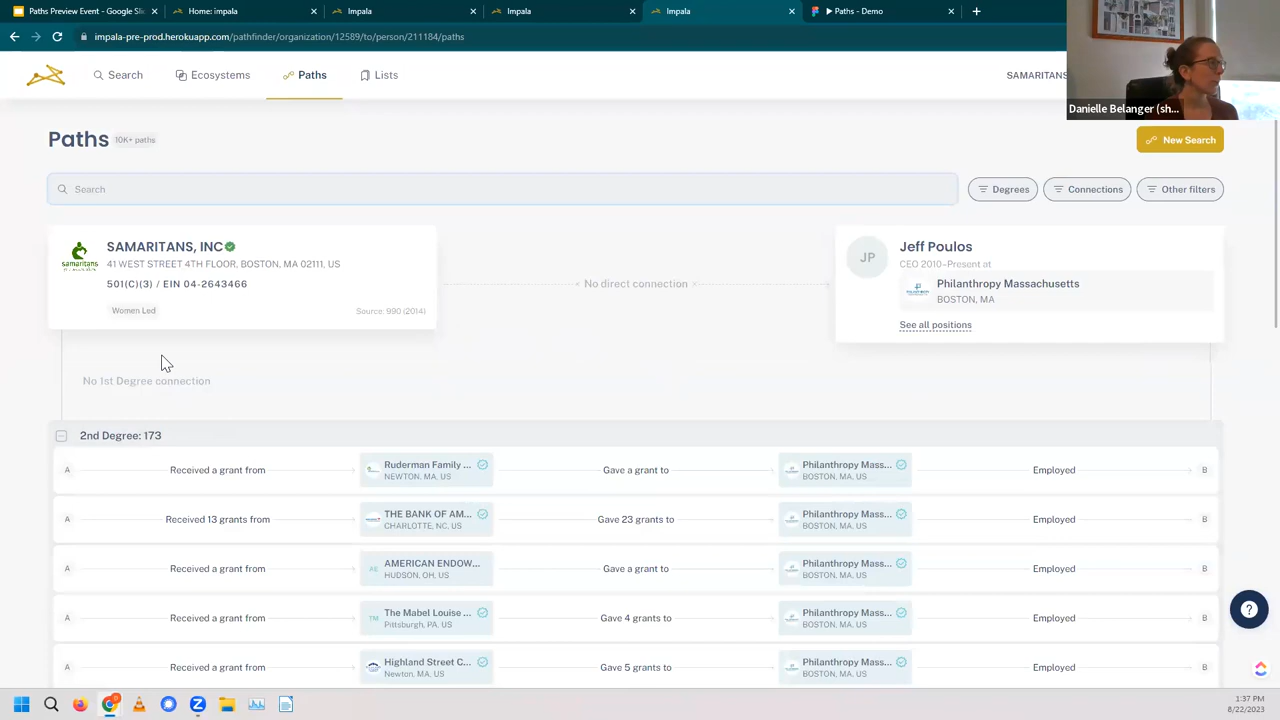 Paths Preview Event - Google Sli
Home: impala
Impala
Impala
Impala
Paths - Demo
impala-pre-prod.herokuapp.com/pathfinder/organization/12589/to/person/211184/paths
Search
Ecosystems
Paths
Lists
SAMARITANS
Danielle Belanger (sh...
Paths
10K+ paths
New Search
Search
Degrees
Connections
Other filters
SAMARITANS, INC
41 WEST STREET 4TH FLOOR, BOSTON, MA 02111, US
501(C)(3) / EIN 04-2643466
Women Led
Source: 990 (2014)
No direct connection
JP
Jeff Poulos
CEO 2010–Present at
Philanthropy Massachusetts
BOSTON, MA
See all positions
No 1st Degree connection
2nd Degree: 173
A Received a grant from Ruderman Family ... Gave a grant to Philanthropy Mass... Employed B
NEWTON, MA, US BOSTON, MA, US
A Received 13 grants from THE BANK OF AM... Gave 23 grants to Philanthropy Mass... Employed B
CHARLOTTE, NC, US BOSTON, MA, US
A Received a grant from AE AMERICAN ENDOW... Gave a grant to Philanthropy Mass... Employed B
HUDSON, OH, US BOSTON, MA, US
A Received a grant from TM The Mabel Louise ... Gave 4 grants to Philanthropy Mass... Employed B
Pittsburgh, PA, US BOSTON, MA, US
A Received a grant from Highland Street C... Gave 5 grants to Philanthropy Mass... Employed B
Newton, MA, US BOSTON, MA, US
1:37 PM
8/22/2023